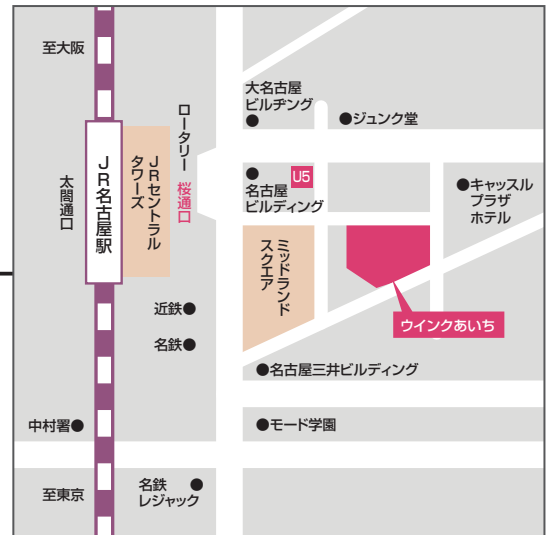 至大阪
太閤通口
JR名古屋駅
JRセントラル
タワーズ
ロータリー
桜通口
大名古屋
ビルヂング
ジュンク堂
U5
名古屋
ビルディング
キャッスル
プラザ
ホテル
ミッドランド
スクエア
ウインクあいち
近鉄
名鉄
名古屋三井ビルディング
中村署
モード学園
至東京
名鉄
レジャック